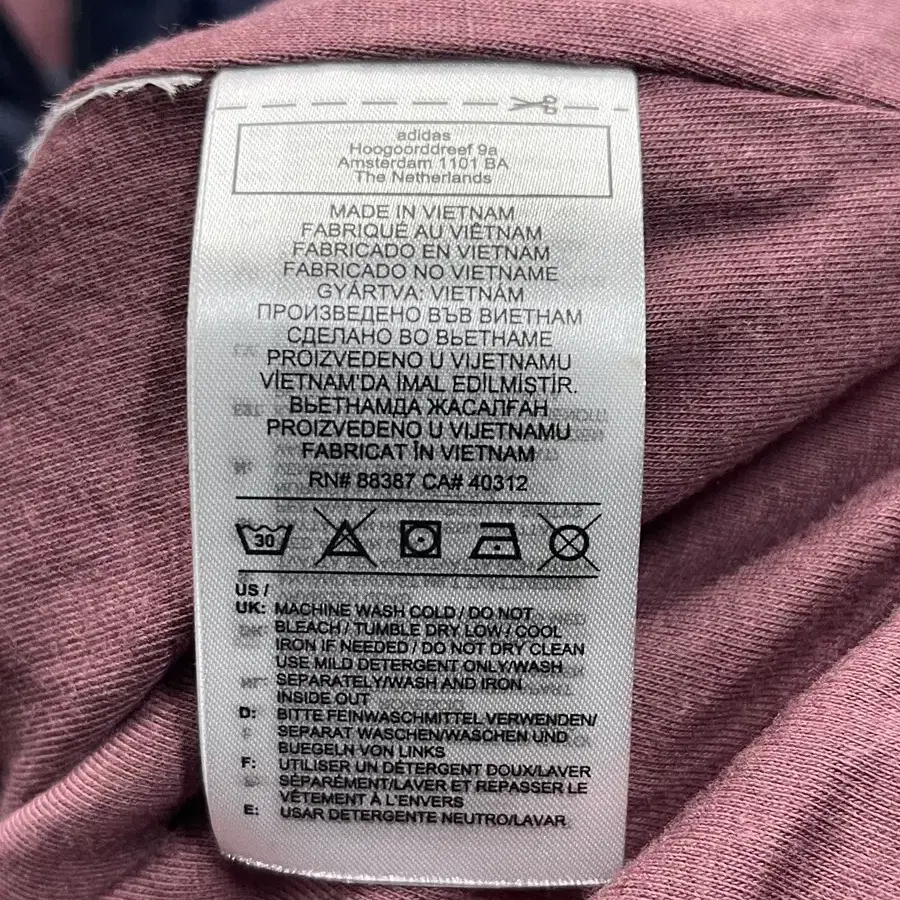 adidas
Hoogoorddreef 9a
Amsterdam 1101 BA
The Netherlands
MADE IN VIETNAM
FABRIQUÉ AU VIÊTNAM
FABRICADO EN VIETNAM
FABRICADO NO VIETNAME
GYÁRTVA: VIETNÁM
ПРОИЗВЕДЕНО ВЪВ ВИЕТНАМ
СДЕЛАНО ВО ВЬЕТНАМЕ
PROIZVEDENO U VIJETNAMU
VİETNAM'DA İMAL EDİLMİŞTİR.
ВЬЕТНАМДА ЖАСАЛҒАН
PROIZVEDENO U VIJETNAMU
FABRICAT ÎN VIETNAM
RN# 88387 CA# 40312
30
US /
UK: MACHINE WASH COLD / DO NOT
BLEACH / TUMBLE DRY LOW / COOL
IRON IF NEEDED / DO NOT DRY CLEAN
USE MILD DETERGENT ONLY/WASH
SEPARATELY/WASH AND IRON
INSIDE OUT
D: BITTE FEINWASCHMITTEL VERWENDEN/
SEPARAT WASCHEN/WASCHEN UND
BUEGELN VON LINKS
F: UTILISER UN DÉTERGENT DOUX/LAVER
SÉPARÉMENT/LAVER ET REPASSER LE
VÊTEMENT À L'ENVERS
E: USAR DETERGENTE NEUTRO/LAVAR